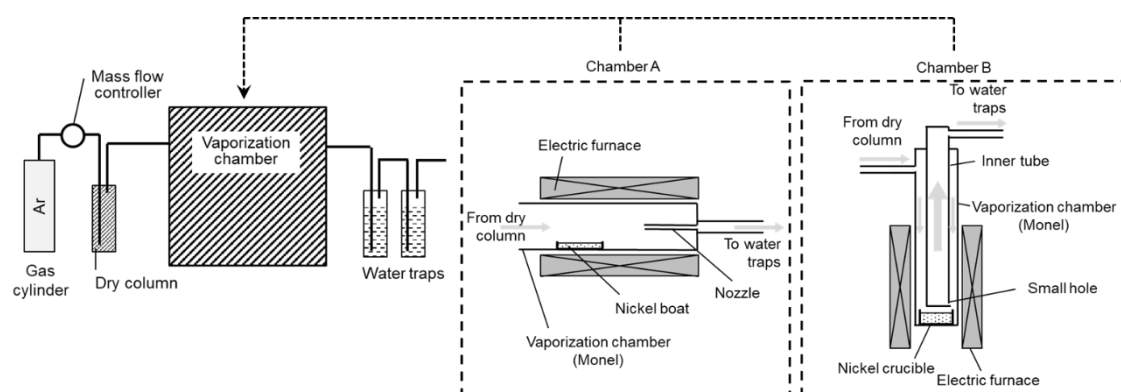 Mass flow
controller
Vaporization
chamber
Ar
Gas
cylinder
Dry column
Water traps
Chamber A
Electric furnace
From dry
column
To water
traps
Nozzle
Nickel boat
Vaporization chamber
(Monel)
Chamber B
To water
traps
From dry
column
Inner tube
Vaporization chamber
(Monel)
Small hole
Nickel crucible
Electric furnace